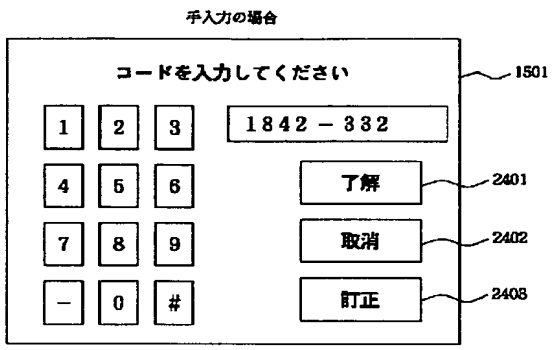 手入力の場合
コードを入力してください
1501
1 2 3
1842-332
4 5 6
了解
2401
7 8 9
取消
2402
- 0 #
訂正
2403